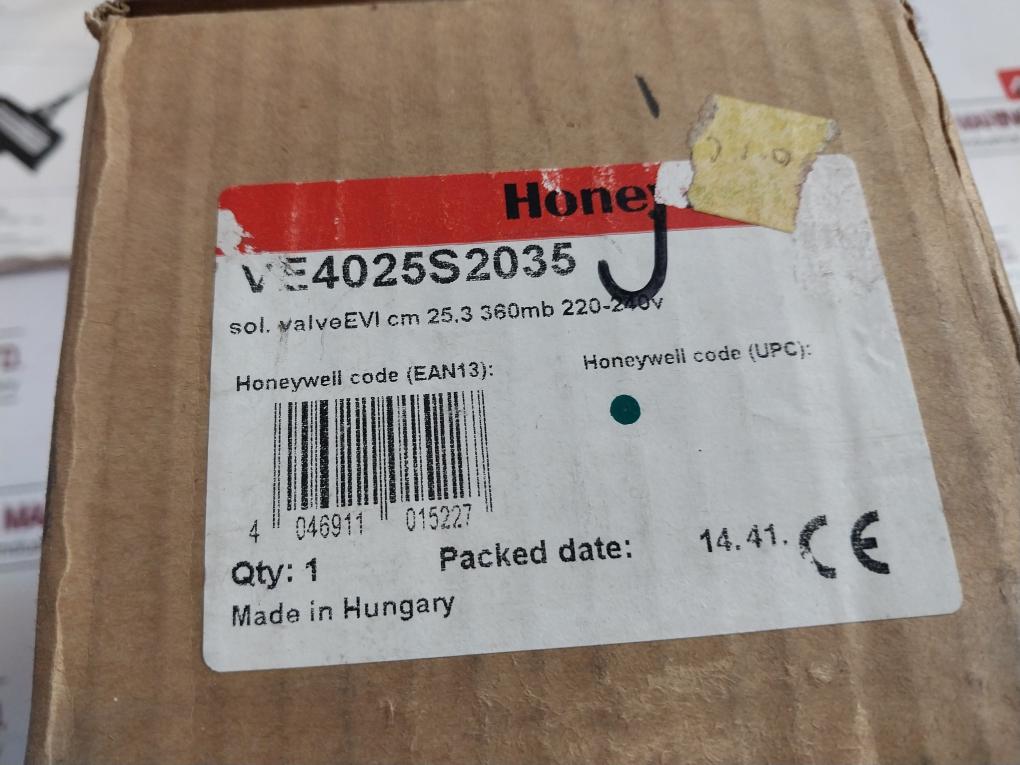 Honey
VE4025S2035
sol. valveEVI cm 25.3 360mb 220-240v
Honeywell code (EAN13):
Honeywell code (UPC):
4 046911 015227
Qty: 1
Packed date: 14.41.
CE
Made in Hungary